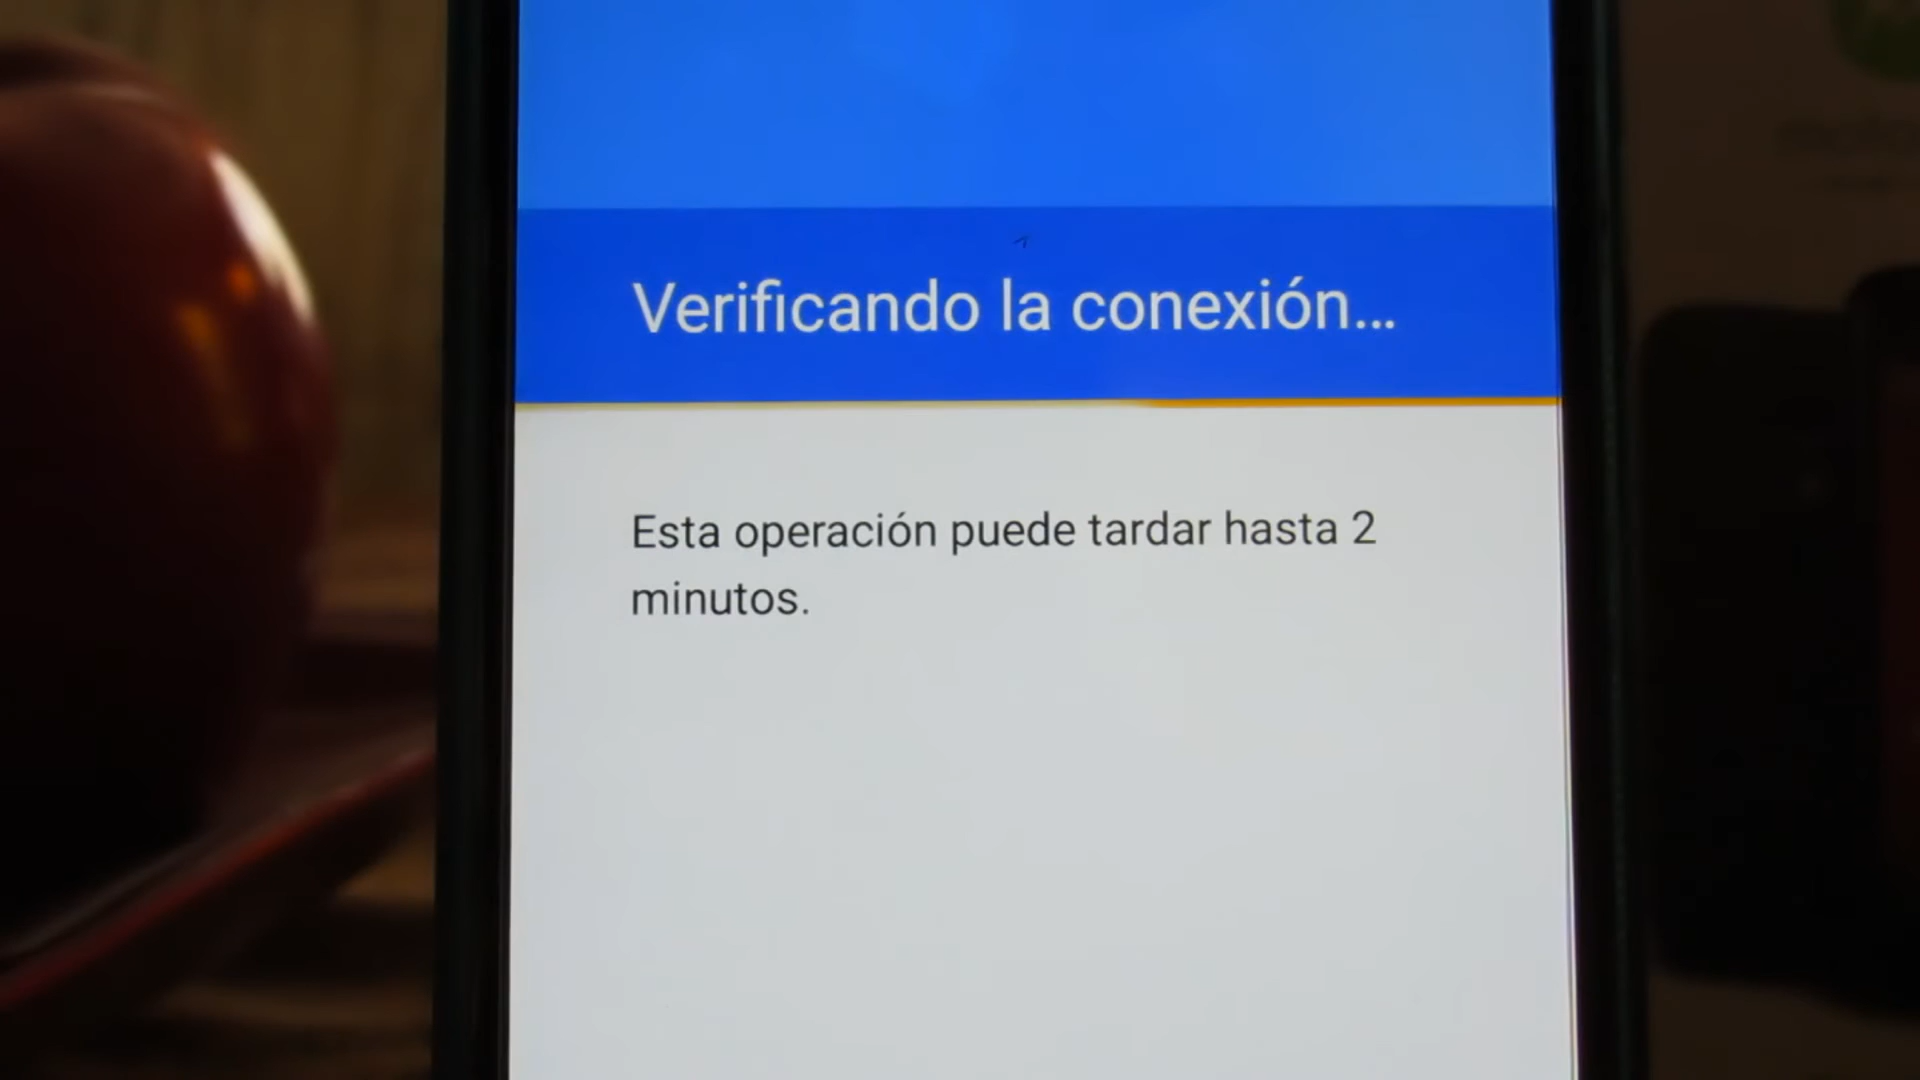 Verificando la conexión...
Esta operación puede tardar hasta 2
minutos.